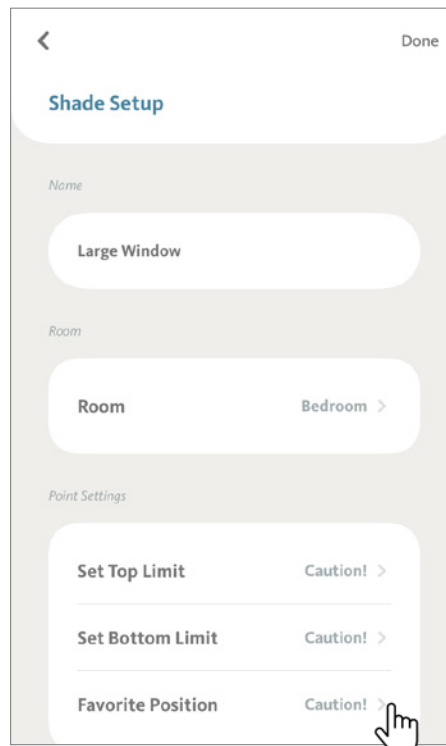 Done
Shade Setup
Name
Large Window
Room
Room Bedroom
Point Settings
Set Top Limit Caution!
Set Bottom Limit Caution!
Favorite Position Caution!